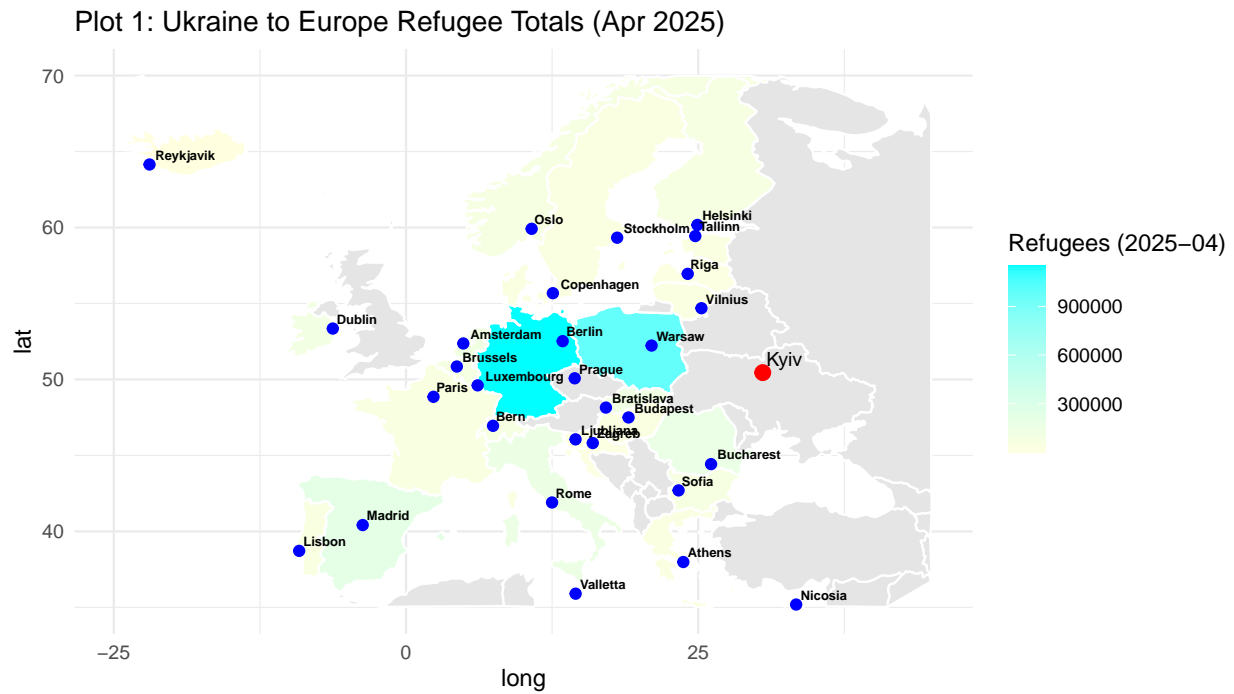 Plot 1: Ukraine to Europe Refugee Totals (Apr 2025)
70
60
50
40
lat
−25
0
25
long
Reykjavik
Oslo
Helsinki
Stockholm
Tallinn
Riga
Copenhagen
Vilnius
Dublin
Amsterdam
Berlin
Warsaw
Brussels
Kyiv
Luxembourg
Prague
Paris
Bratislava
Budapest
Bern
Ljubljana
Zagreb
Bucharest
Sofia
Rome
Madrid
Lisbon
Athens
Valletta
Nicosia
Refugees (2025−04)
900000
600000
300000